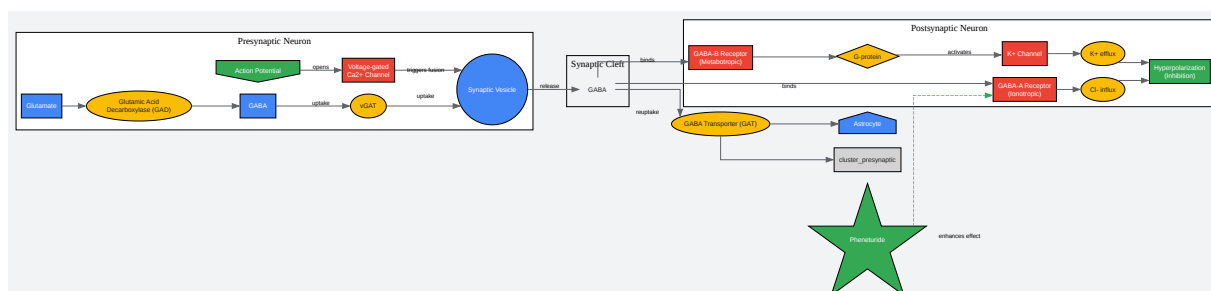 Presynaptic Neuron
Action Potential
opens
Voltage-gated
Ca2+ Channel
triggers fusion
Glutamate
Glutamic Acid
Decarboxylase (GAD)
GABA
uptake
vGAT
uptake
Synaptic Vesicle
release
Synaptic Cleft
GABA
binds
binds
reuptake
Postsynaptic Neuron
GABA-B Receptor
(Metabotropic)
G-protein
activates
K+ Channel
K+ efflux
GABA-A Receptor
(Ionotropic)
Cl- influx
Hyperpolarization
(Inhibition)
GABA Transporter (GAT)
Astrocyte
cluster_presynaptic
Pheneturide
enhances effect